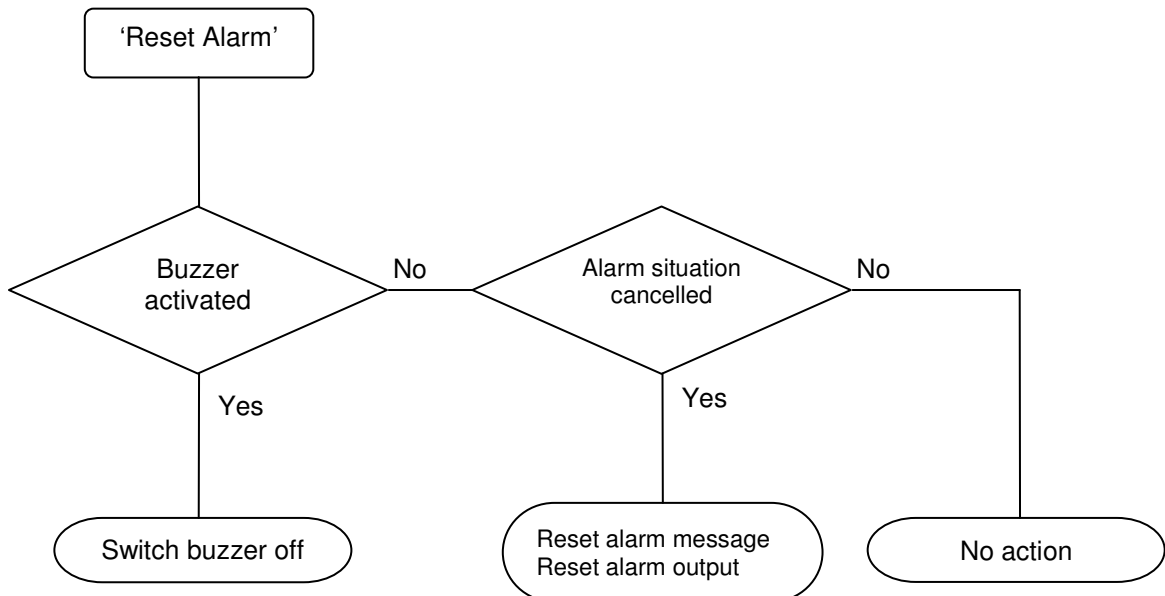 ‘Reset Alarm’
Buzzer
activated
No
Alarm situation
cancelled
No
Yes
Yes
Switch buzzer off
Reset alarm message
Reset alarm output
No action